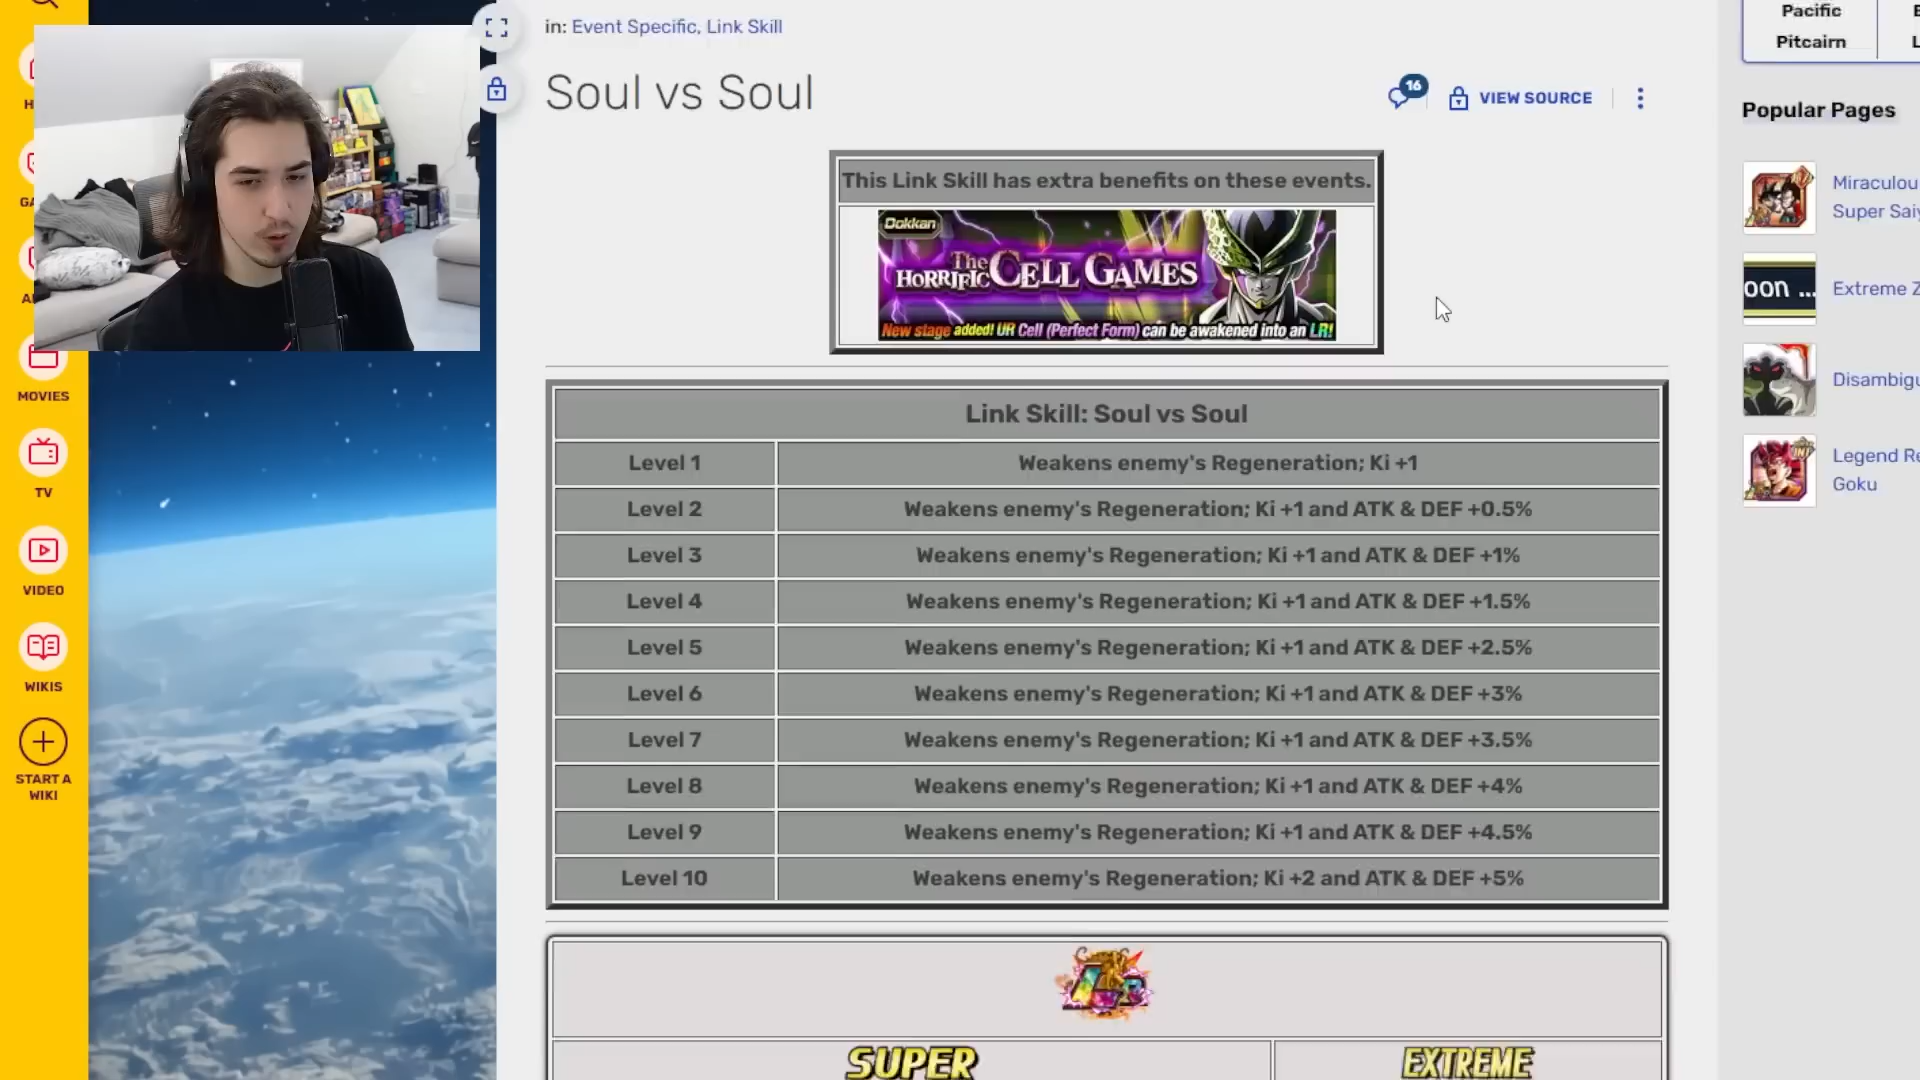 in: Event Specific, Link Skill
Soul vs Soul
16
VIEW SOURCE
This Link Skill has extra benefits on these events.
Dokkan
The HORRIFIC CELL GAMES
New stage added! UR Cell (Perfect Form) can be awakened into an LR!
Link Skill: Soul vs Soul
Level 1 Weakens enemy's Regeneration; Ki +1
Level 2 Weakens enemy's Regeneration; Ki +1 and ATK & DEF +0.5%
Level 3 Weakens enemy's Regeneration; Ki +1 and ATK & DEF +1%
Level 4 Weakens enemy's Regeneration; Ki +1 and ATK & DEF +1.5%
Level 5 Weakens enemy's Regeneration; Ki +1 and ATK & DEF +2.5%
Level 6 Weakens enemy's Regeneration; Ki +1 and ATK & DEF +3%
Level 7 Weakens enemy's Regeneration; Ki +1 and ATK & DEF +3.5%
Level 8 Weakens enemy's Regeneration; Ki +1 and ATK & DEF +4%
Level 9 Weakens enemy's Regeneration; Ki +1 and ATK & DEF +4.5%
Level 10 Weakens enemy's Regeneration; Ki +2 and ATK & DEF +5%
LR
SUPER EXTREME
MOVIES
TV
VIDEO
WIKIS
START A
WIKI
Pacific
Pitcairn
Popular Pages
Miraculou
Super Saiy
oon ...
Extreme Z
Disambigu
Legend Re
Goku